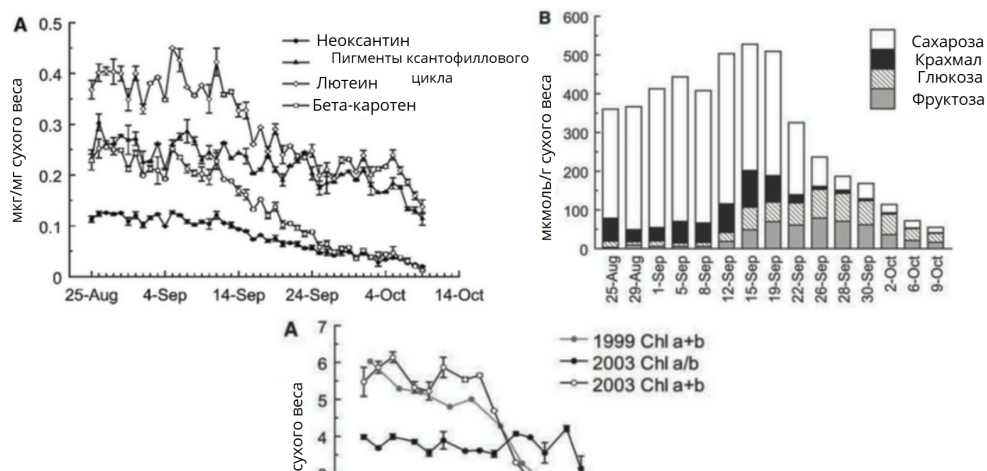 A
0.5
0.4
0.3
0.2
0.1
0
мкг/мг сухого веса
Неоксантин
Пигменты ксантофиллового
цикла
Лютеин
Бета-каротен
25-Aug 4-Sep 14-Sep 24-Sep 4-Oct 14-Oct
B
600
500
400
300
200
100
0
мкмоль/г сухого веса
Сахароза
Крахмал
Глюкоза
Фруктоза
25-Aug 29-Aug 1-Sep 5-Sep 8-Sep 12-Sep 15-Sep 19-Sep 22-Sep 26-Sep 28-Sep 30-Sep 2-Oct 6-Oct 9-Oct
A
7
6
5
4
сухого веса
1999 Chl a+b
2003 Chl a/b
2003 Chl a+b